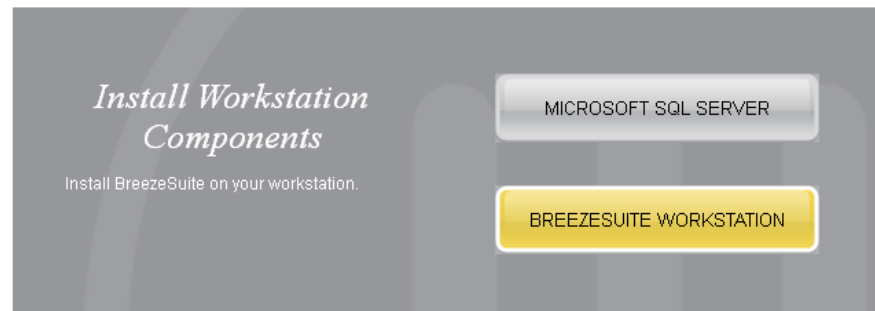 Install Workstation
Components
Install BreezeSuite on your workstation.
MICROSOFT SQL SERVER
BREEZESUITE WORKSTATION